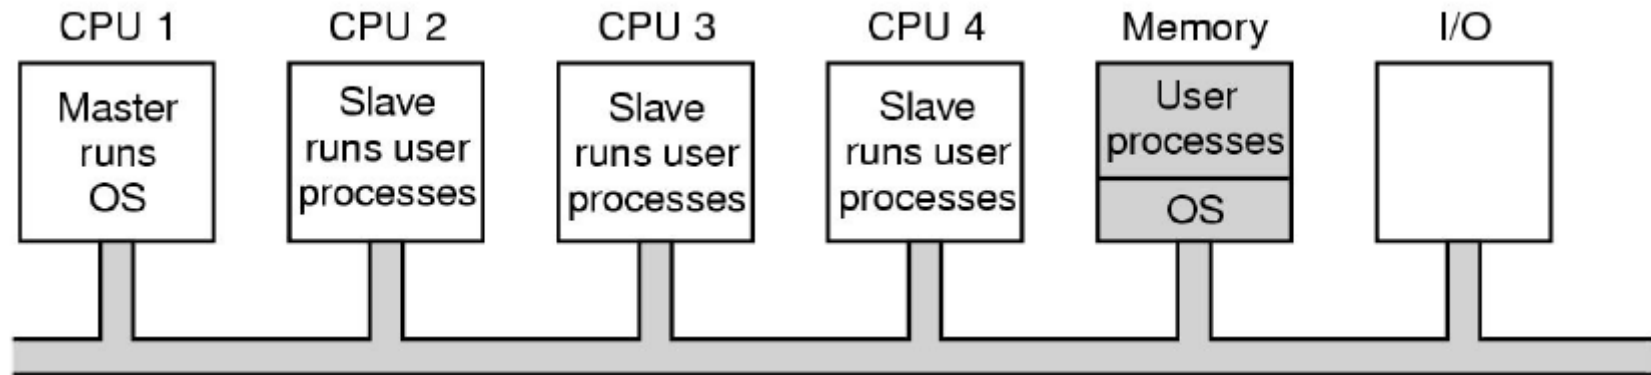 CPU 1
CPU 2
CPU 3
CPU 4
Memory
I/O
Master
runs
OS
Slave
runs user
processes
Slave
runs user
processes
Slave
runs user
processes
User
processes
OS